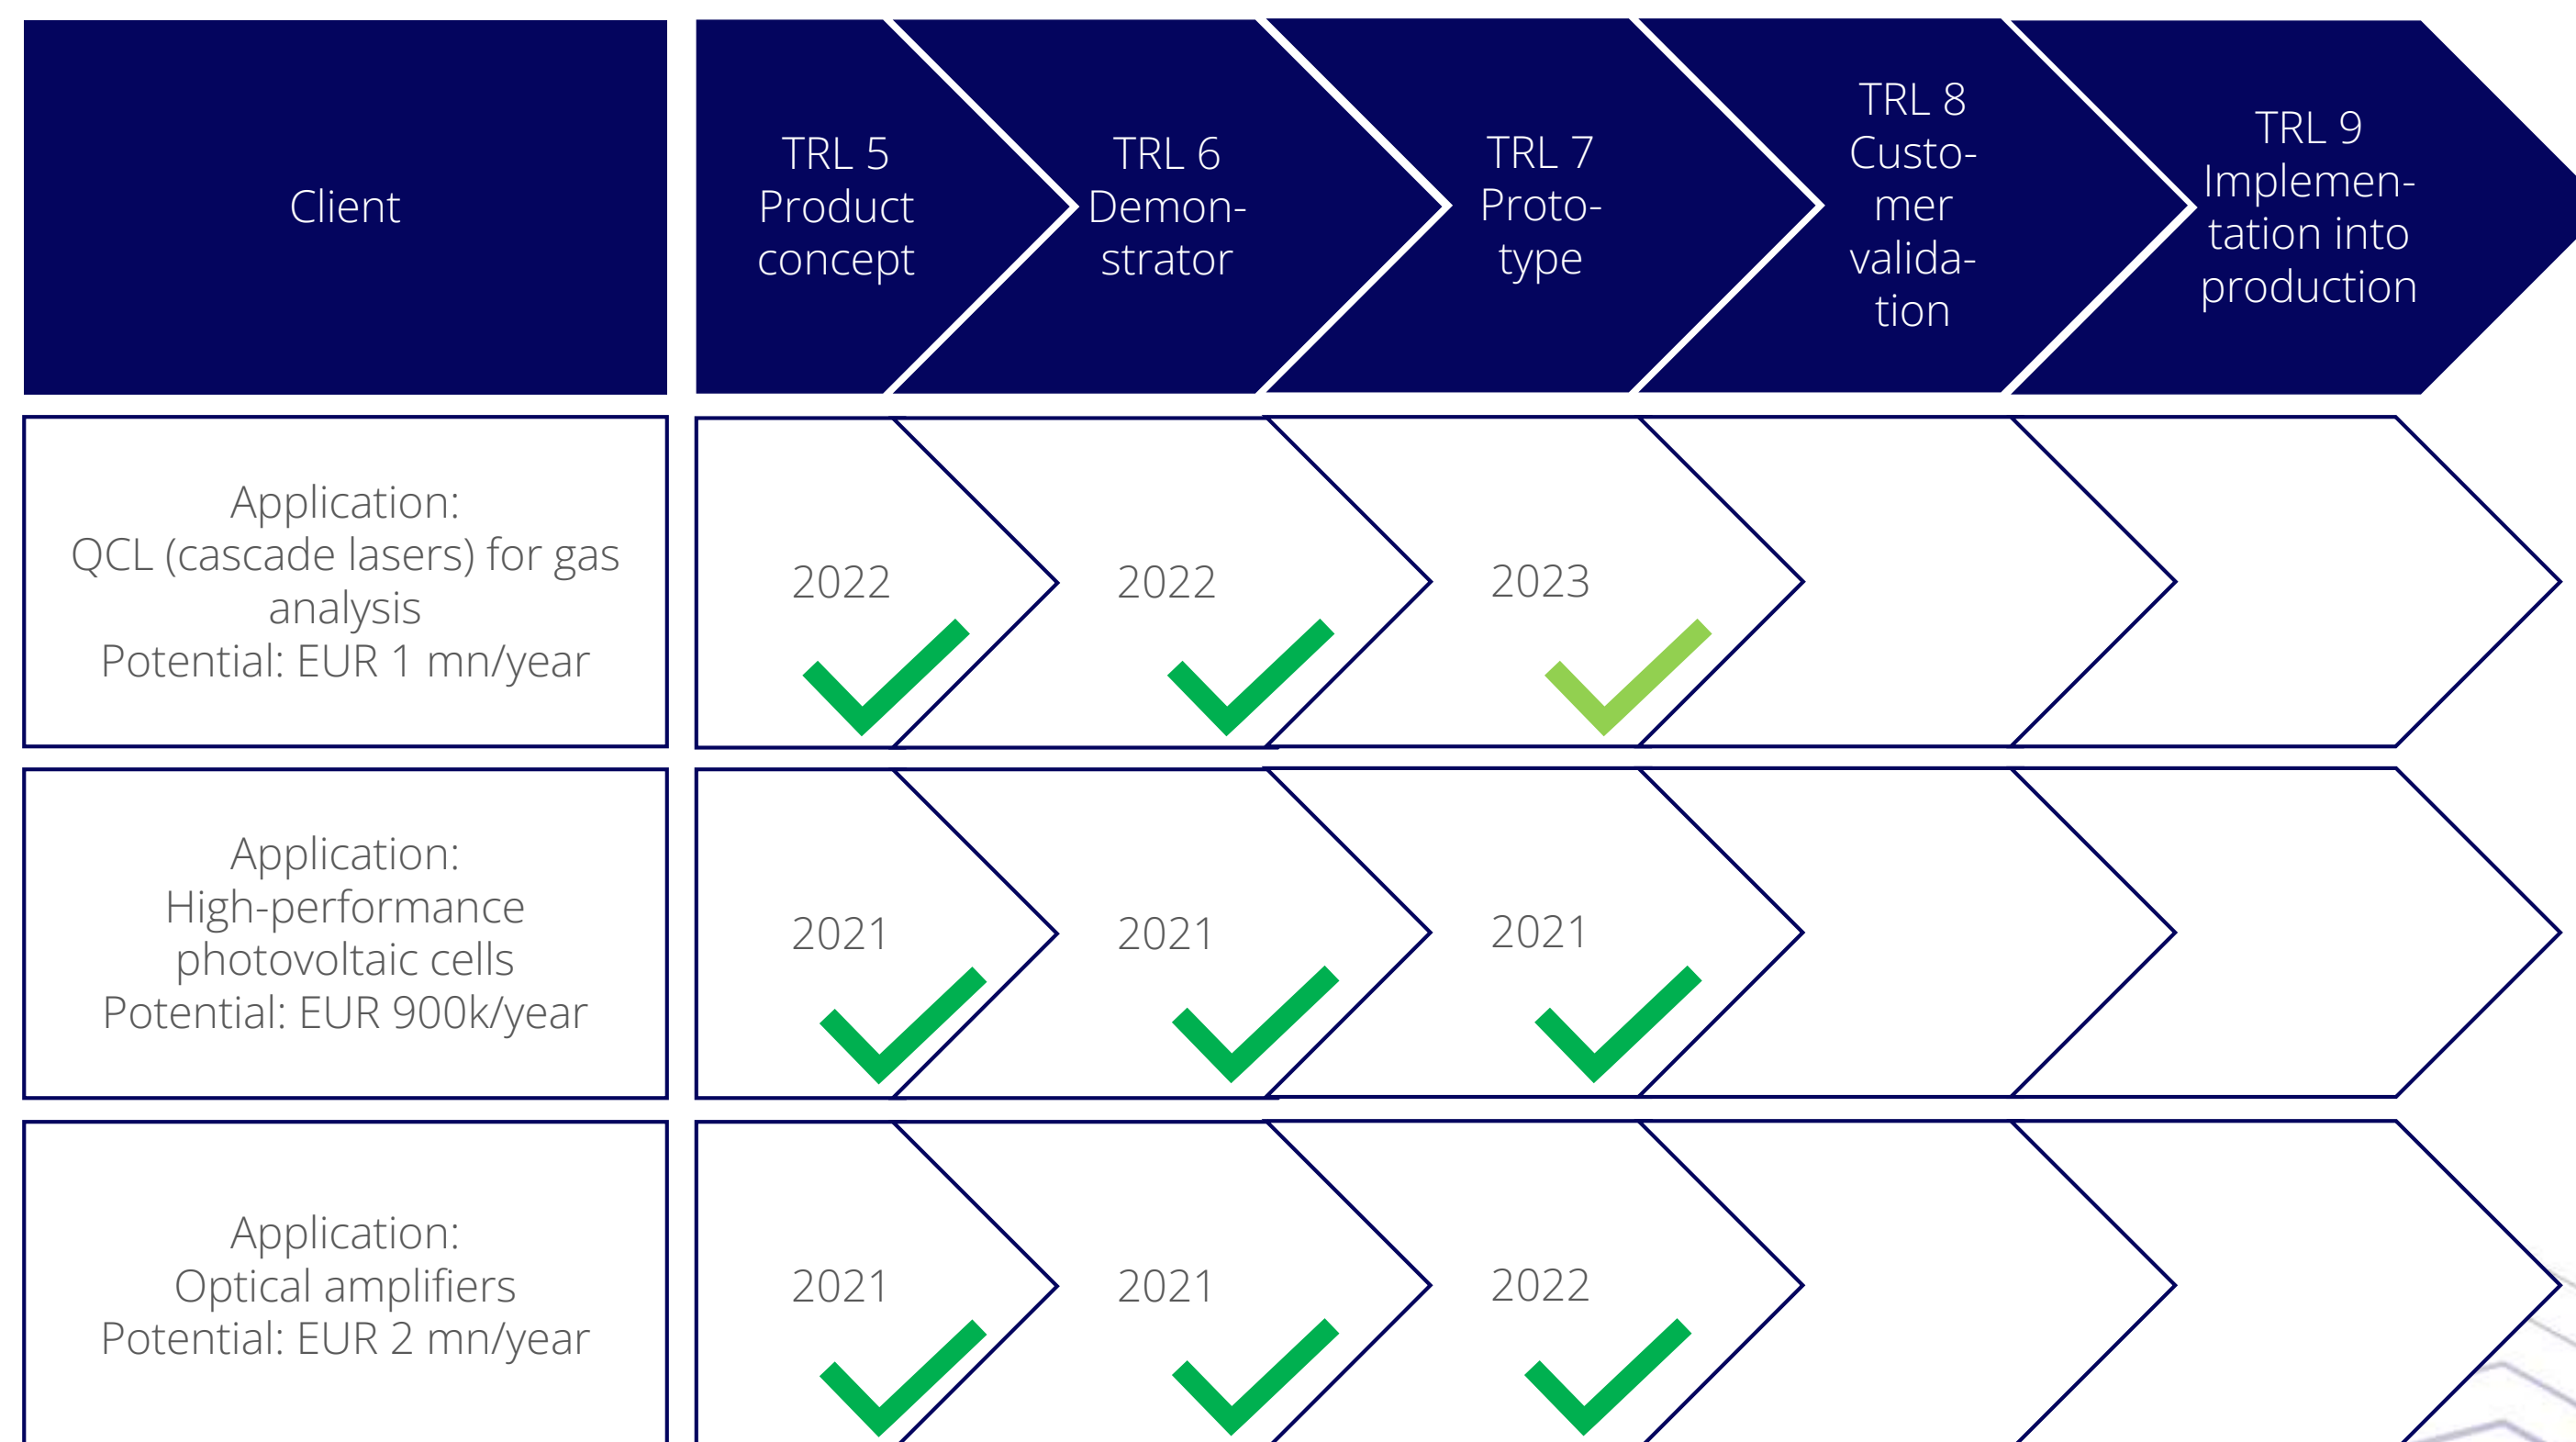 Client
TRL 5
Product
concept
TRL 6
Demon-
strator
TRL 7
Proto-
type
TRL 8
Custo-
mer
valida-
tion
TRL 9
Implemen-
tation into
production
Application:
QCL (cascade lasers) for gas
analysis
Potential: EUR 1 mn/year
2022
2022
2023
Application:
High-performance
photovoltaic cells
Potential: EUR 900k/year
2021
2021
2021
Application:
Optical amplifiers
Potential: EUR 2 mn/year
2021
2021
2022